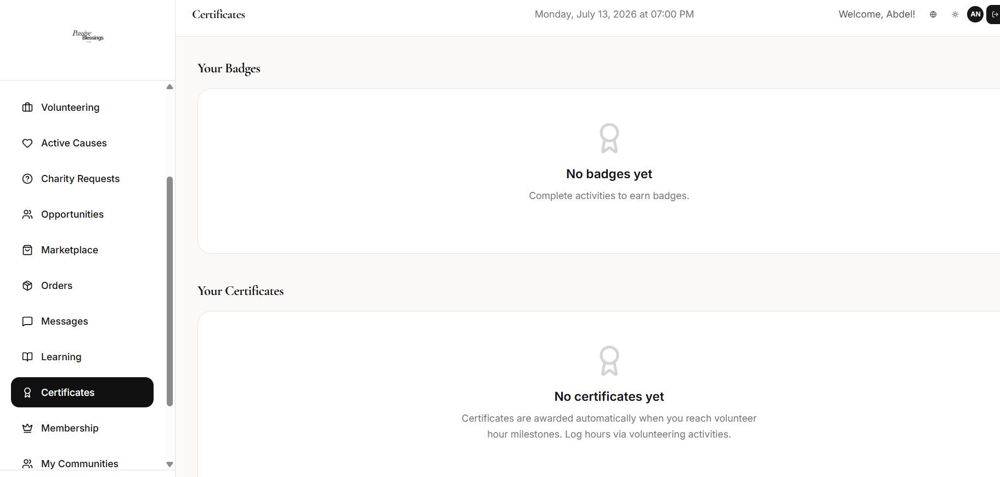 Passive
Blessings
Certificates
Monday, July 13, 2026 at 07:00 PM
Welcome, Abdel!
AN
Volunteering
Active Causes
Charity Requests
Opportunities
Marketplace
Orders
Messages
Learning
Certificates
Membership
My Communities
Your Badges
No badges yet
Complete activities to earn badges.
Your Certificates
No certificates yet
Certificates are awarded automatically when you reach volunteer
hour milestones. Log hours via volunteering activities.